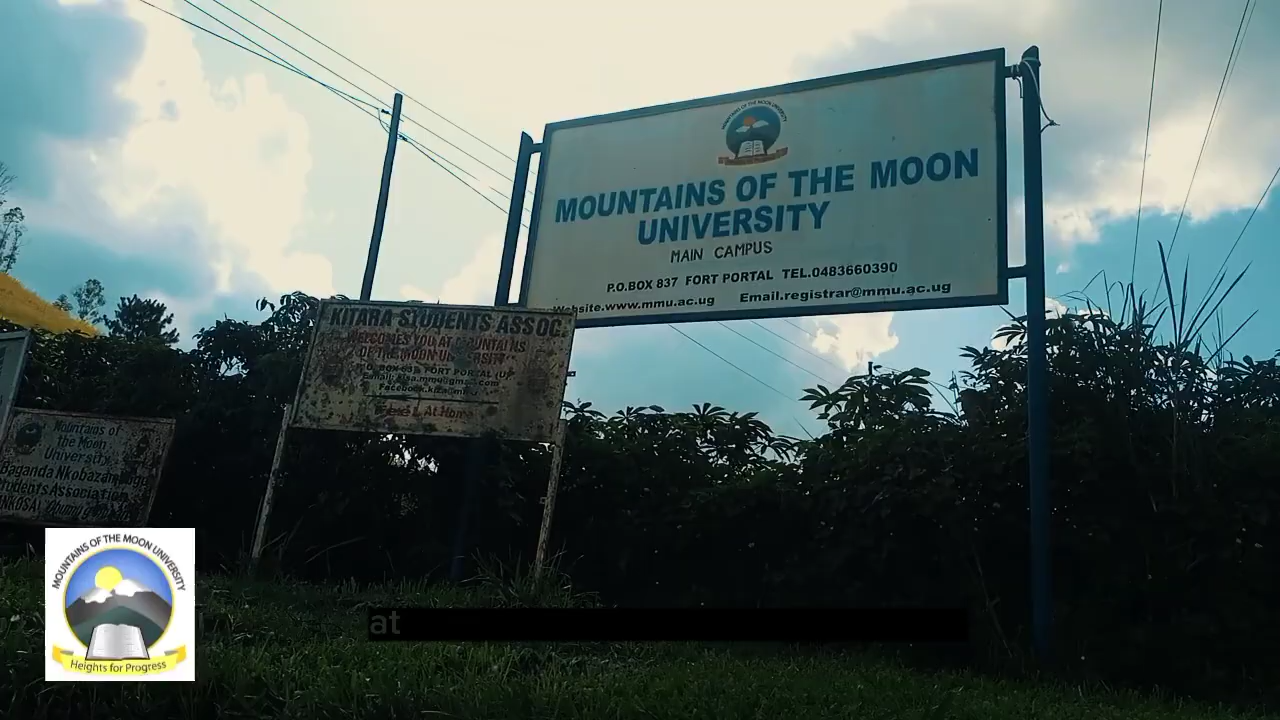 MOUNTAINS OF THE MOON UNIVERSITY
MOUNTAINS OF THE MOON
UNIVERSITY
MAIN CAMPUS
P.O.BOX 837 FORT PORTAL TEL.0483660390
Website.www.mmu.ac.ug Email.registrar@mmu.ac.ug
KITARA STUDENTS ASSOC.
WELCOMES YOU AT MOUNTAINS
OF THE MOON UNIVERSITY
P.O. BOX 837 FORT PORTAL (U)
At Home
Mountains of
the Moon
University
Baganda
Students Association
MOUNTAINS OF THE MOON UNIVERSITY
Heights for Progress
at